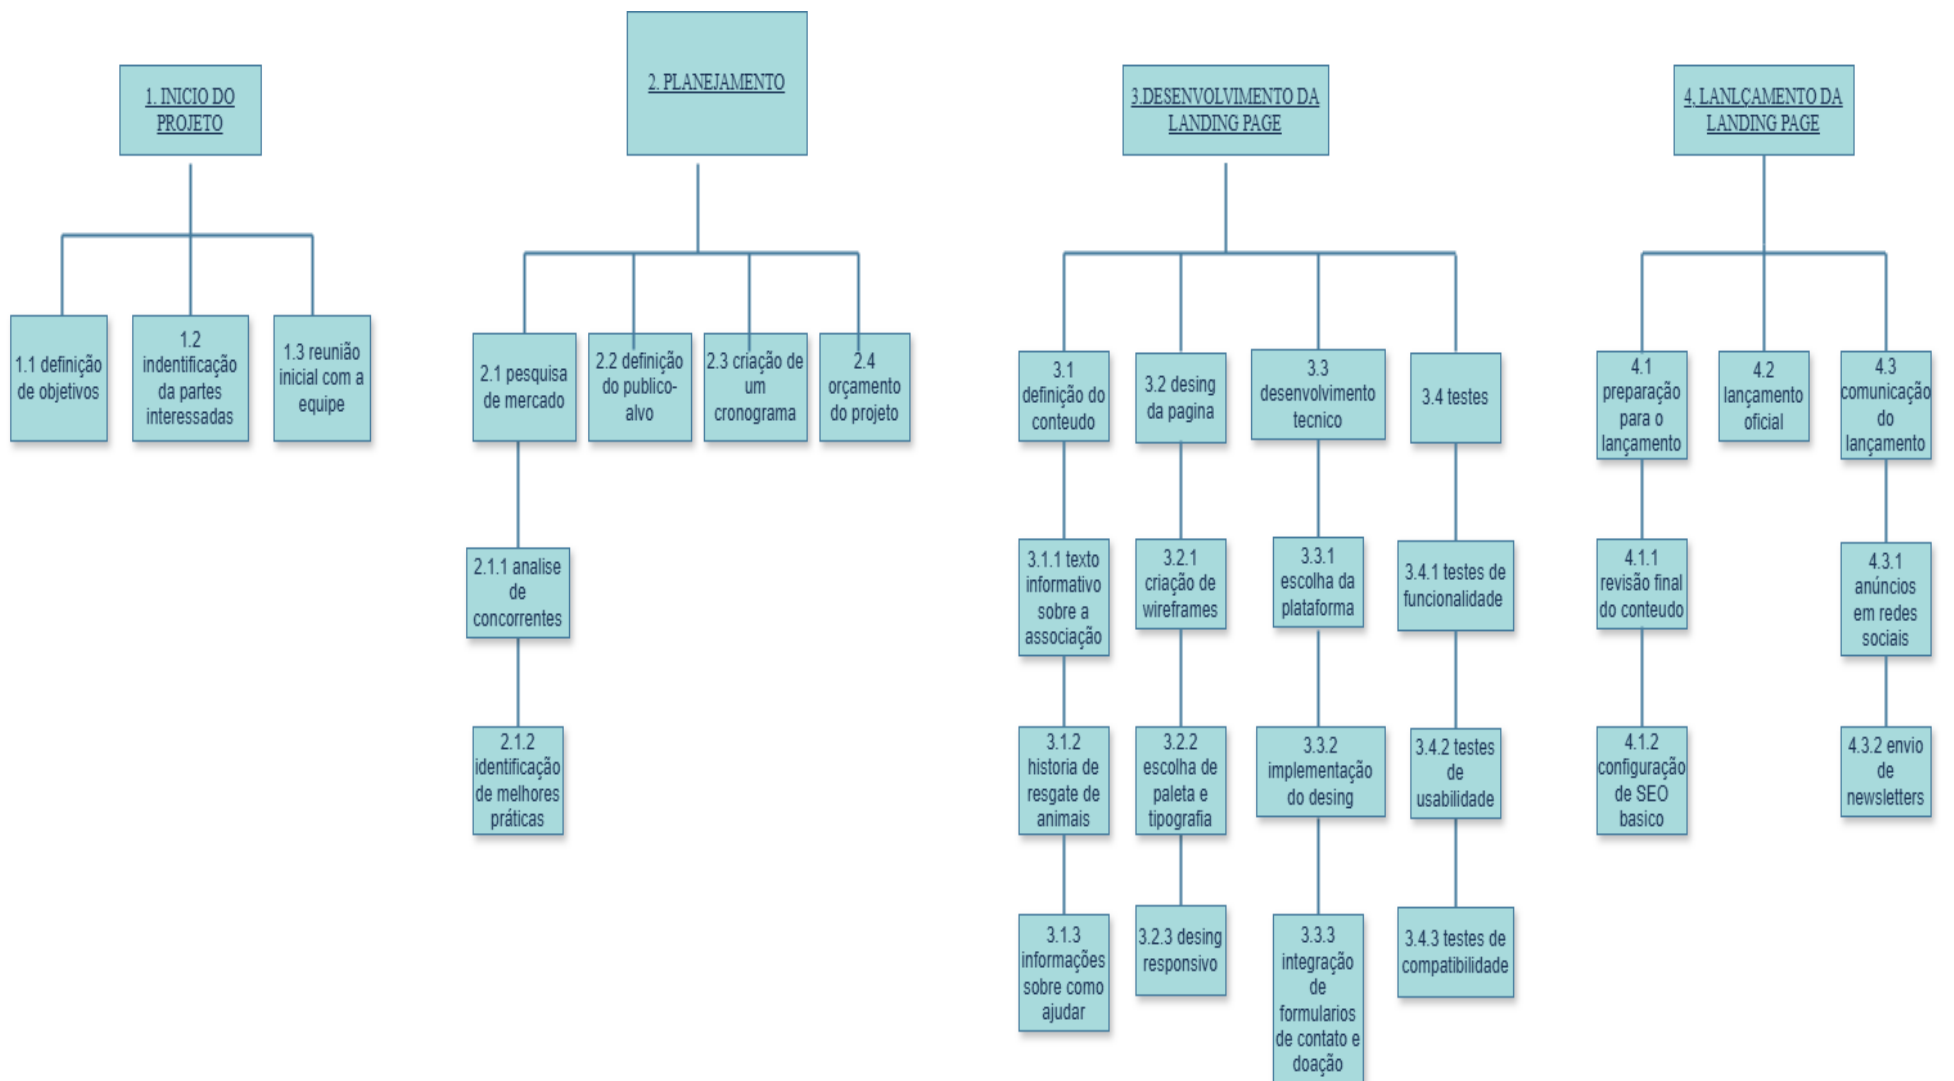 1. INICIO DO
PROJETO
1.1 definição
de objetivos
1.2
indentificação
da partes
interessadas
1.3 reunião
inicial com a
equipe
2. PLANEJAMENTO
2.1 pesquisa
de mercado
2.1.1 analise
de
concorrentes
2.1.2
identificação
de melhores
práticas
2.2 definição
do publico-
alvo
2.3 criação de
um
cronograma
2.4
orçamento
do projeto
3.DESENVOLVIMENTO DA
LANDING PAGE
3.1
definição do
conteudo
3.1.1 texto
informativo
sobre a
associação
3.1.2
historia de
resgate de
animais
3.1.3
informações
sobre como
ajudar
3.2 desing
da pagina
3.2.1
criação de
wireframes
3.2.2
escolha de
paleta e
tipografia
3.2.3 desing
responsivo
3.3
desenvolvimento
tecnico
3.3.1
escolha da
plataforma
3.3.2
implementação
do desing
3.3.3
integração
de
formularios
de contato e
doação
3.4 testes
3.4.1 testes de
funcionalidade
3.4.2 testes
de
usabilidade
3.4.3 testes de
compatibilidade
4, LANLÇAMENTO DA
LANDING PAGE
4.1
preparação
para o
lançamento
4.1.1
revisão final
do conteudo
4.1.2
configuração
de SEO
basico
4.2
lançamento
oficial
4.3
comunicação
do
lançamento
4.3.1
anúncios
em redes
sociais
4.3.2 envio
de
newsletters